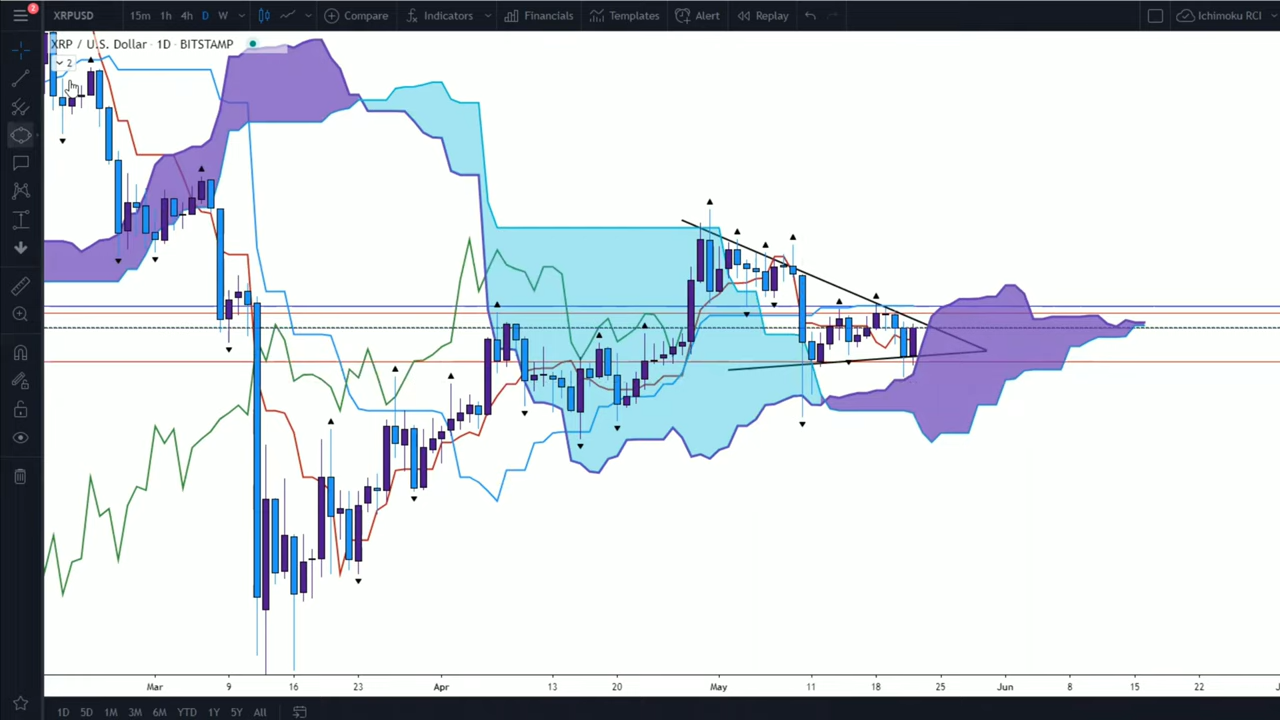 2
XRPUSD 15m 1h 4h D W Compare Indicators Financials Templates Alert Replay Ichimoku RCI
XRP / U.S. Dollar · 1D · BITSTAMP
2
Mar 9 16 23 Apr 13 20 May 11 18 25 Jun 8 15 22
1D 5D 1M 3M 6M YTD 1Y 5Y All